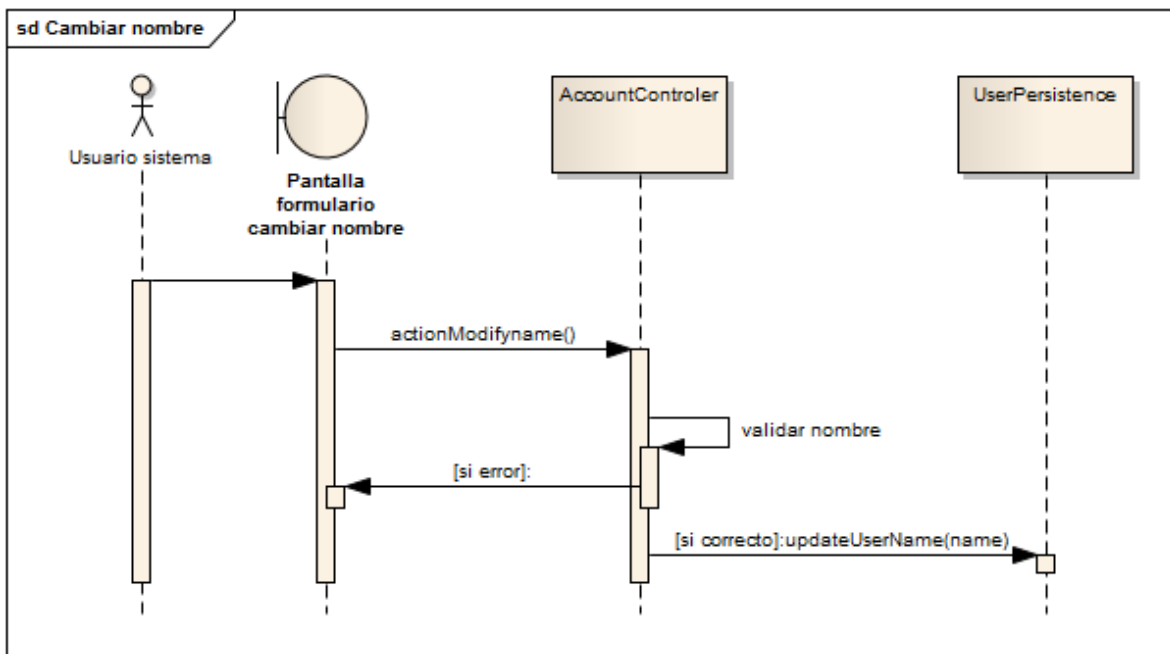 sd Cambiar nombre
AccountControler
UserPersistence
Usuario sistema
Pantalla
formulario
cambiar nombre
actionModifyname()
validar nombre
[si error]:
[si correcto]:updateUserName(name)